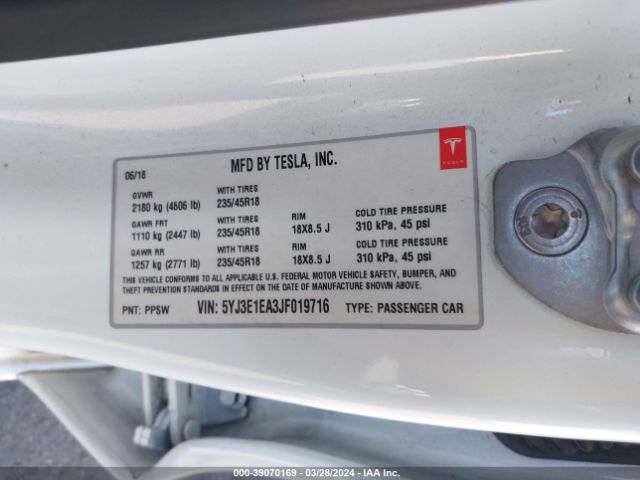 06/18 MFD BY TESLA, INC.
TESLA
GVWR WITH TIRES
2180 kg (4806 lb) 235/45R18
GAWR FRT WITH TIRES RIM COLD TIRE PRESSURE
1110 kg (2447 lb) 235/45R18 18X8.5 J 310 kPa, 45 psi
GAWR RR WITH TIRES RIM COLD TIRE PRESSURE
1257 kg (2771 lb) 235/45R18 18X8.5 J 310 kPa, 45 psi
THIS VEHICLE CONFORMS TO ALL APPLICABLE U.S. FEDERAL MOTOR VEHICLE SAFETY, BUMPER, AND
THEFT PREVENTION STANDARDS IN EFFECT ON THE DATE OF MANUFACTURE SHOWN ABOVE.
PNT: PPSW VIN: 5YJ3E1EA3JF019716 TYPE: PASSENGER CAR
000-39070169 - 03/28/2024 - IAA Inc.